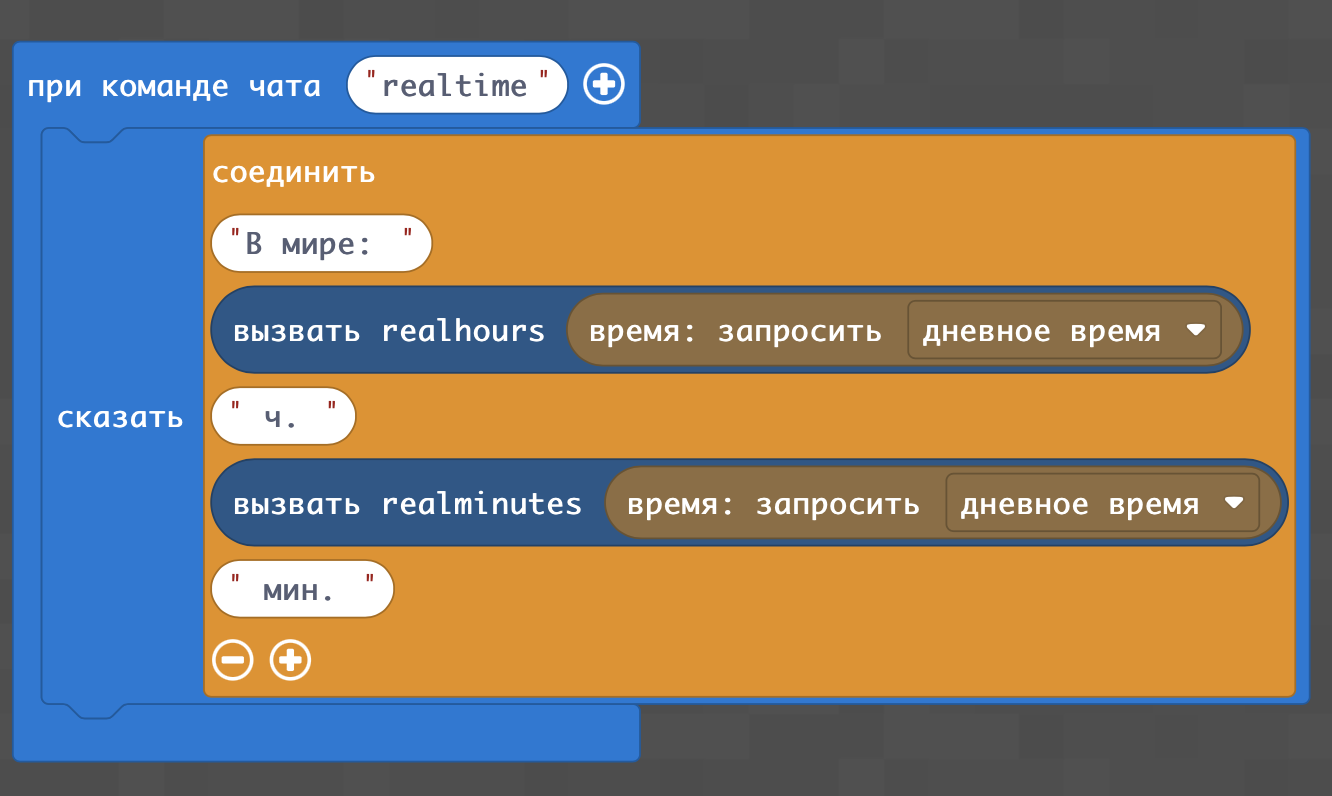 при команде чата "realtime"
соединить
"В мире: "
вызвать realhours время: запросить дневное время
сказать " ч. "
вызвать realminutes время: запросить дневное время
" мин. "